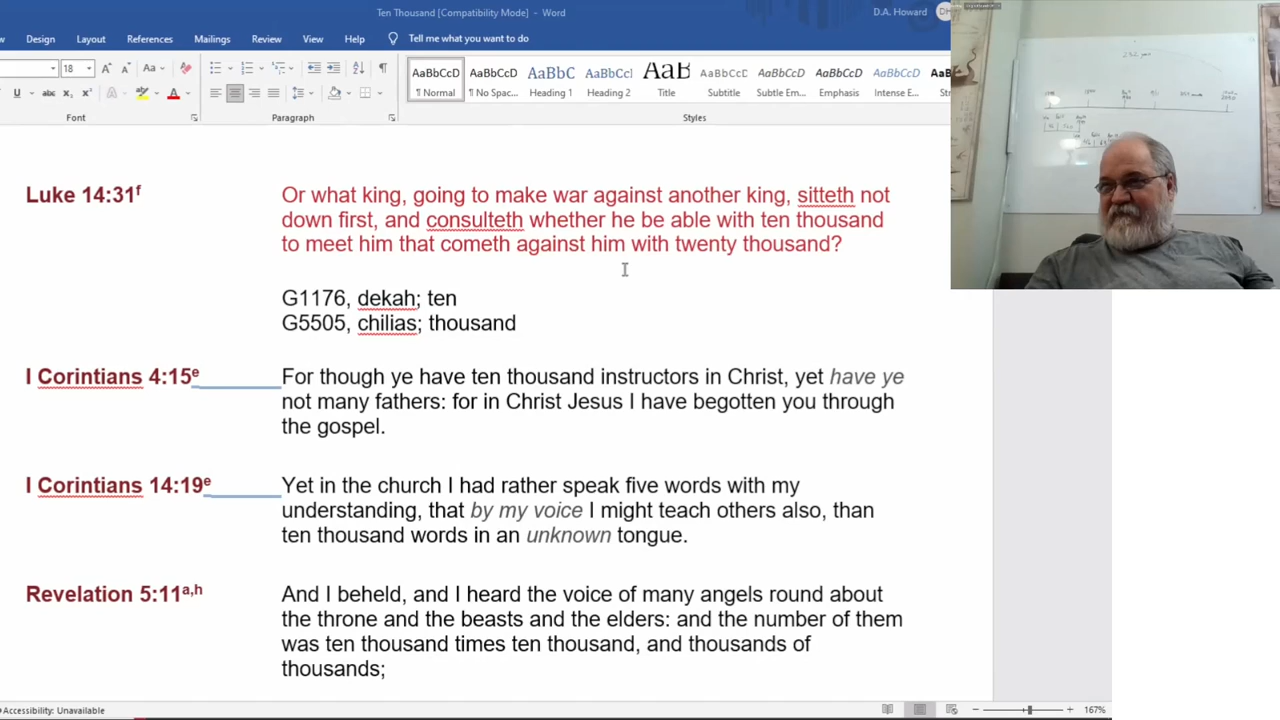 Ten Thousand [Compatibility Mode] - Word
D.A. Howard
DH
Design Layout References Mailings Review View Help Tell me what you want to do
18 Aa
AaBbCcD AaBbCcD AaBbC AaBbCcI AaB AaBbCcD AaBbCcD AaBbCcD AaBbCcD
¶ Normal ¶ No Spac... Heading 1 Heading 2 Title Subtitle Subtle Em... Emphasis Intense E...
Font Paragraph Styles
Luke 14:31f Or what king, going to make war against another king, sitteth not
down first, and consulteth whether he be able with ten thousand
to meet him that cometh against him with twenty thousand?
G1176, dekah; ten
G5505, chilias; thousand
I Corinthians 4:15e For though ye have ten thousand instructors in Christ, yet have ye
not many fathers: for in Christ Jesus I have begotten you through
the gospel.
I Corinthians 14:19e Yet in the church I had rather speak five words with my
understanding, that by my voice I might teach others also, than
ten thousand words in an unknown tongue.
Revelation 5:11a,h And I beheld, and I heard the voice of many angels round about
the throne and the beasts and the elders: and the number of them
was ten thousand times ten thousand, and thousands of
thousands;
Accessibility: Unavailable
167%